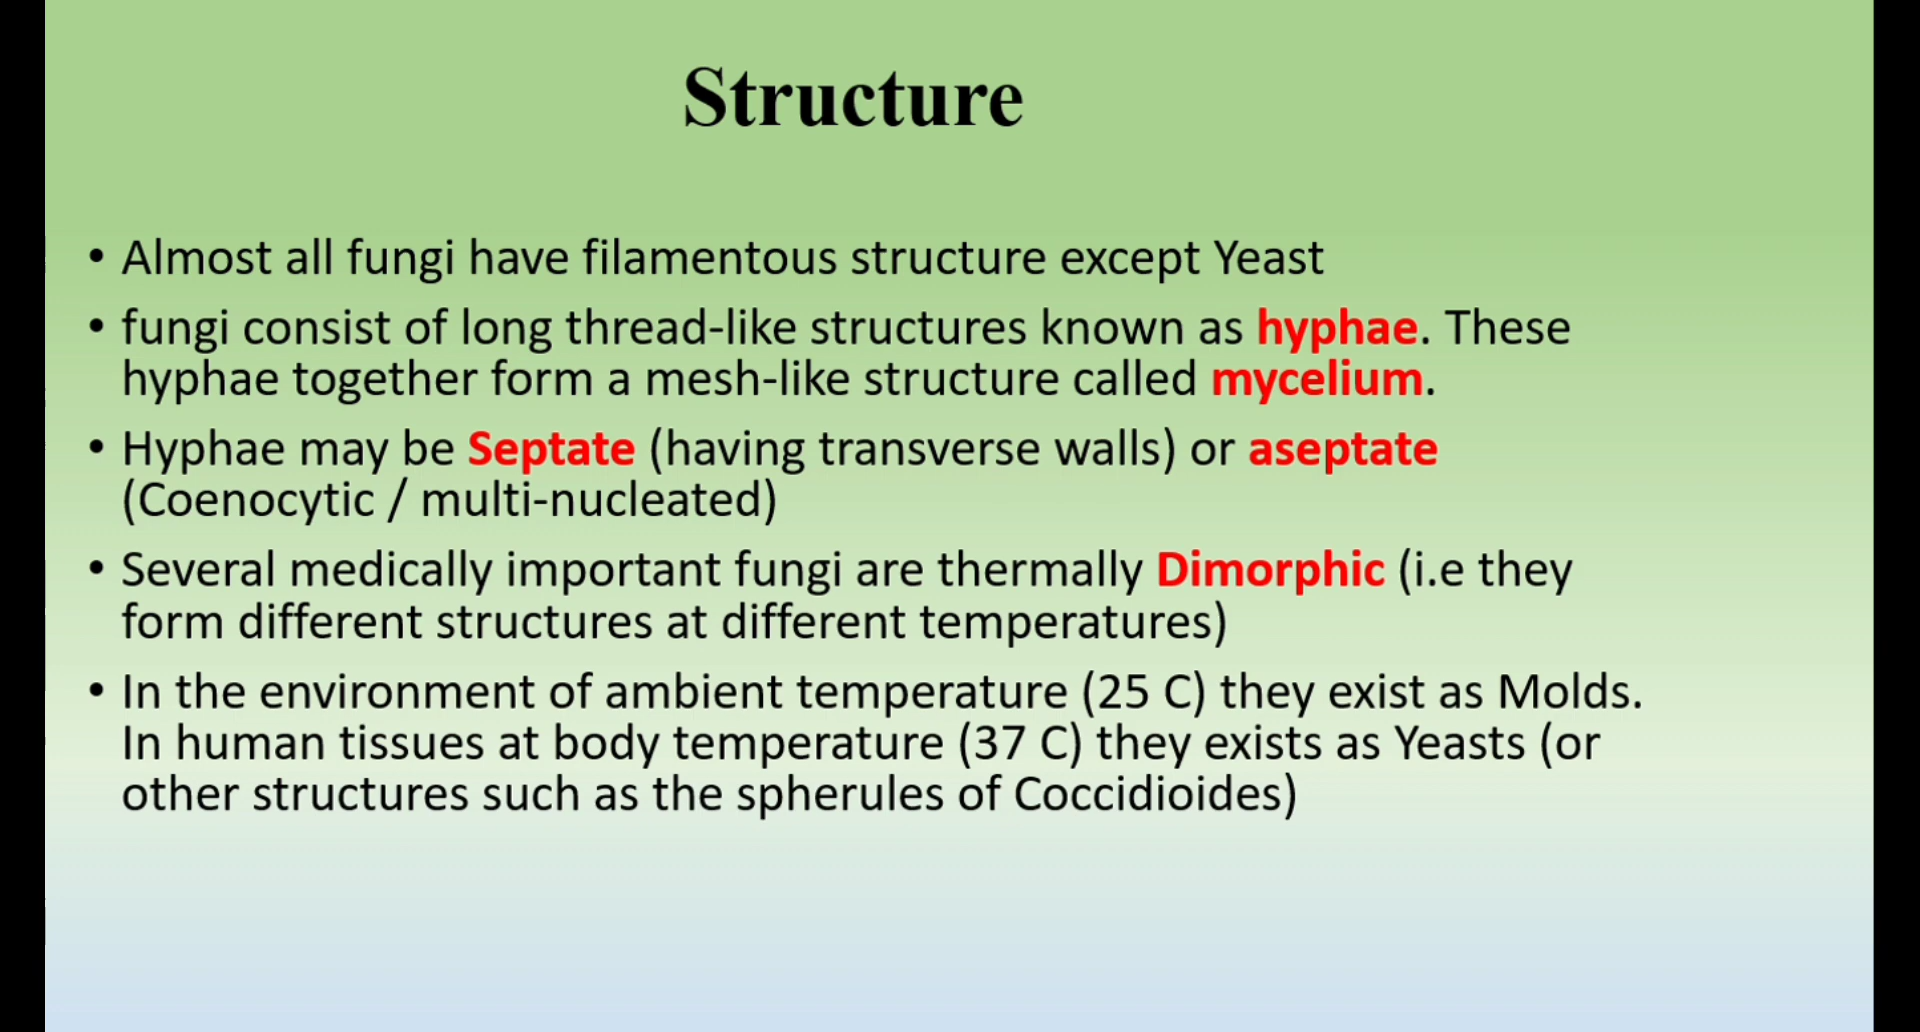 Structure
• Almost all fungi have filamentous structure except Yeast
• fungi consist of long thread-like structures known as hyphae. These
hyphae together form a mesh-like structure called mycelium.
• Hyphae may be Septate (having transverse walls) or aseptate
(Coenocytic / multi-nucleated)
• Several medically important fungi are thermally Dimorphic (i.e they
form different structures at different temperatures)
• In the environment of ambient temperature (25 C) they exist as Molds.
In human tissues at body temperature (37 C) they exists as Yeasts (or
other structures such as the spherules of Coccidioides)